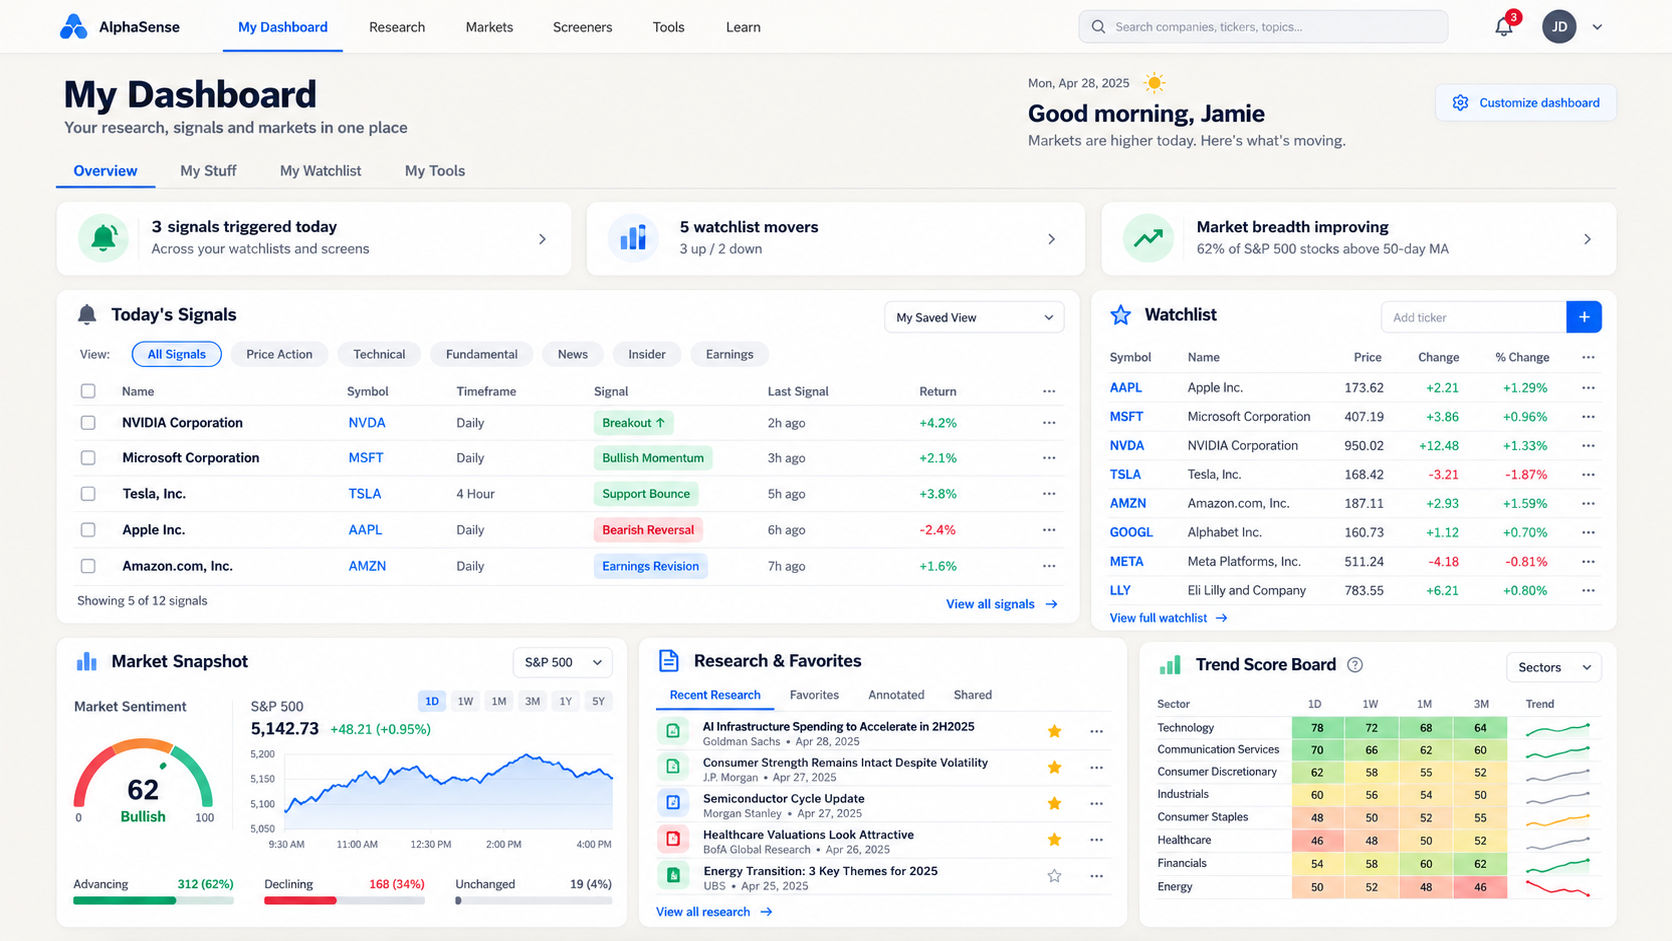 AlphaSense
My Dashboard
Research
Markets
Screeners
Tools
Learn
Search companies, tickers, topics...
3
JD
My Dashboard
Your research, signals and markets in one place
Mon, Apr 28, 2025
Good morning, Jamie
Markets are higher today. Here's what's moving.
Customize dashboard
Overview
My Stuff
My Watchlist
My Tools
3 signals triggered today
Across your watchlists and screens
5 watchlist movers
3 up / 2 down
Market breadth improving
62% of S&P 500 stocks above 50-day MA
Today's Signals
My Saved View
View: All Signals Price Action Technical Fundamental News Insider Earnings
Name Symbol Timeframe Signal Last Signal Return ...
NVIDIA Corporation NVDA Daily Breakout ↑ 2h ago +4.2% ...
Microsoft Corporation MSFT Daily Bullish Momentum 3h ago +2.1% ...
Tesla, Inc. TSLA 4 Hour Support Bounce 5h ago +3.8% ...
Apple Inc. AAPL Daily Bearish Reversal 6h ago -2.4% ...
Amazon.com, Inc. AMZN Daily Earnings Revision 7h ago +1.6% ...
Showing 5 of 12 signals
View all signals →
Watchlist
Add ticker +
Symbol Name Price Change % Change ...
AAPL Apple Inc. 173.62 +2.21 +1.29% ...
MSFT Microsoft Corporation 407.19 +3.86 +0.96% ...
NVDA NVIDIA Corporation 950.02 +12.48 +1.33% ...
TSLA Tesla, Inc. 168.42 -3.21 -1.87% ...
AMZN Amazon.com, Inc. 187.11 +2.93 +1.59% ...
GOOGL Alphabet Inc. 160.73 +1.12 +0.70% ...
META Meta Platforms, Inc. 511.24 -4.18 -0.81% ...
LLY Eli Lilly and Company 783.55 +6.21 +0.80% ...
View full watchlist →
Market Snapshot
S&P 500
Market Sentiment
62
Bullish
0 100
S&P 500
1D 1W 1M 3M 1Y 5Y
5,142.73 +48.21 (+0.95%)
5,200
5,150
5,100
5,050
9:30 AM 11:00 AM 12:30 PM 2:00 PM 4:00 PM
Advancing 312 (62%)
Declining 168 (34%)
Unchanged 19 (4%)
Research & Favorites
Recent Research Favorites Annotated Shared
AI Infrastructure Spending to Accelerate in 2H2025
Goldman Sachs • Apr 28, 2025
Consumer Strength Remains Intact Despite Volatility
J.P. Morgan • Apr 27, 2025
Semiconductor Cycle Update
Morgan Stanley • Apr 27, 2025
Healthcare Valuations Look Attractive
BofA Global Research • Apr 26, 2025
Energy Transition: 3 Key Themes for 2025
UBS • Apr 25, 2025
View all research →
Trend Score Board ?
Sectors
Sector 1D 1W 1M 3M Trend
Technology 78 72 68 64
Communication Services 70 66 62 60
Consumer Discretionary 62 58 55 52
Industrials 60 56 54 50
Consumer Staples 48 50 52 55
Healthcare 46 48 50 52
Financials 54 58 60 62
Energy 50 52 48 46